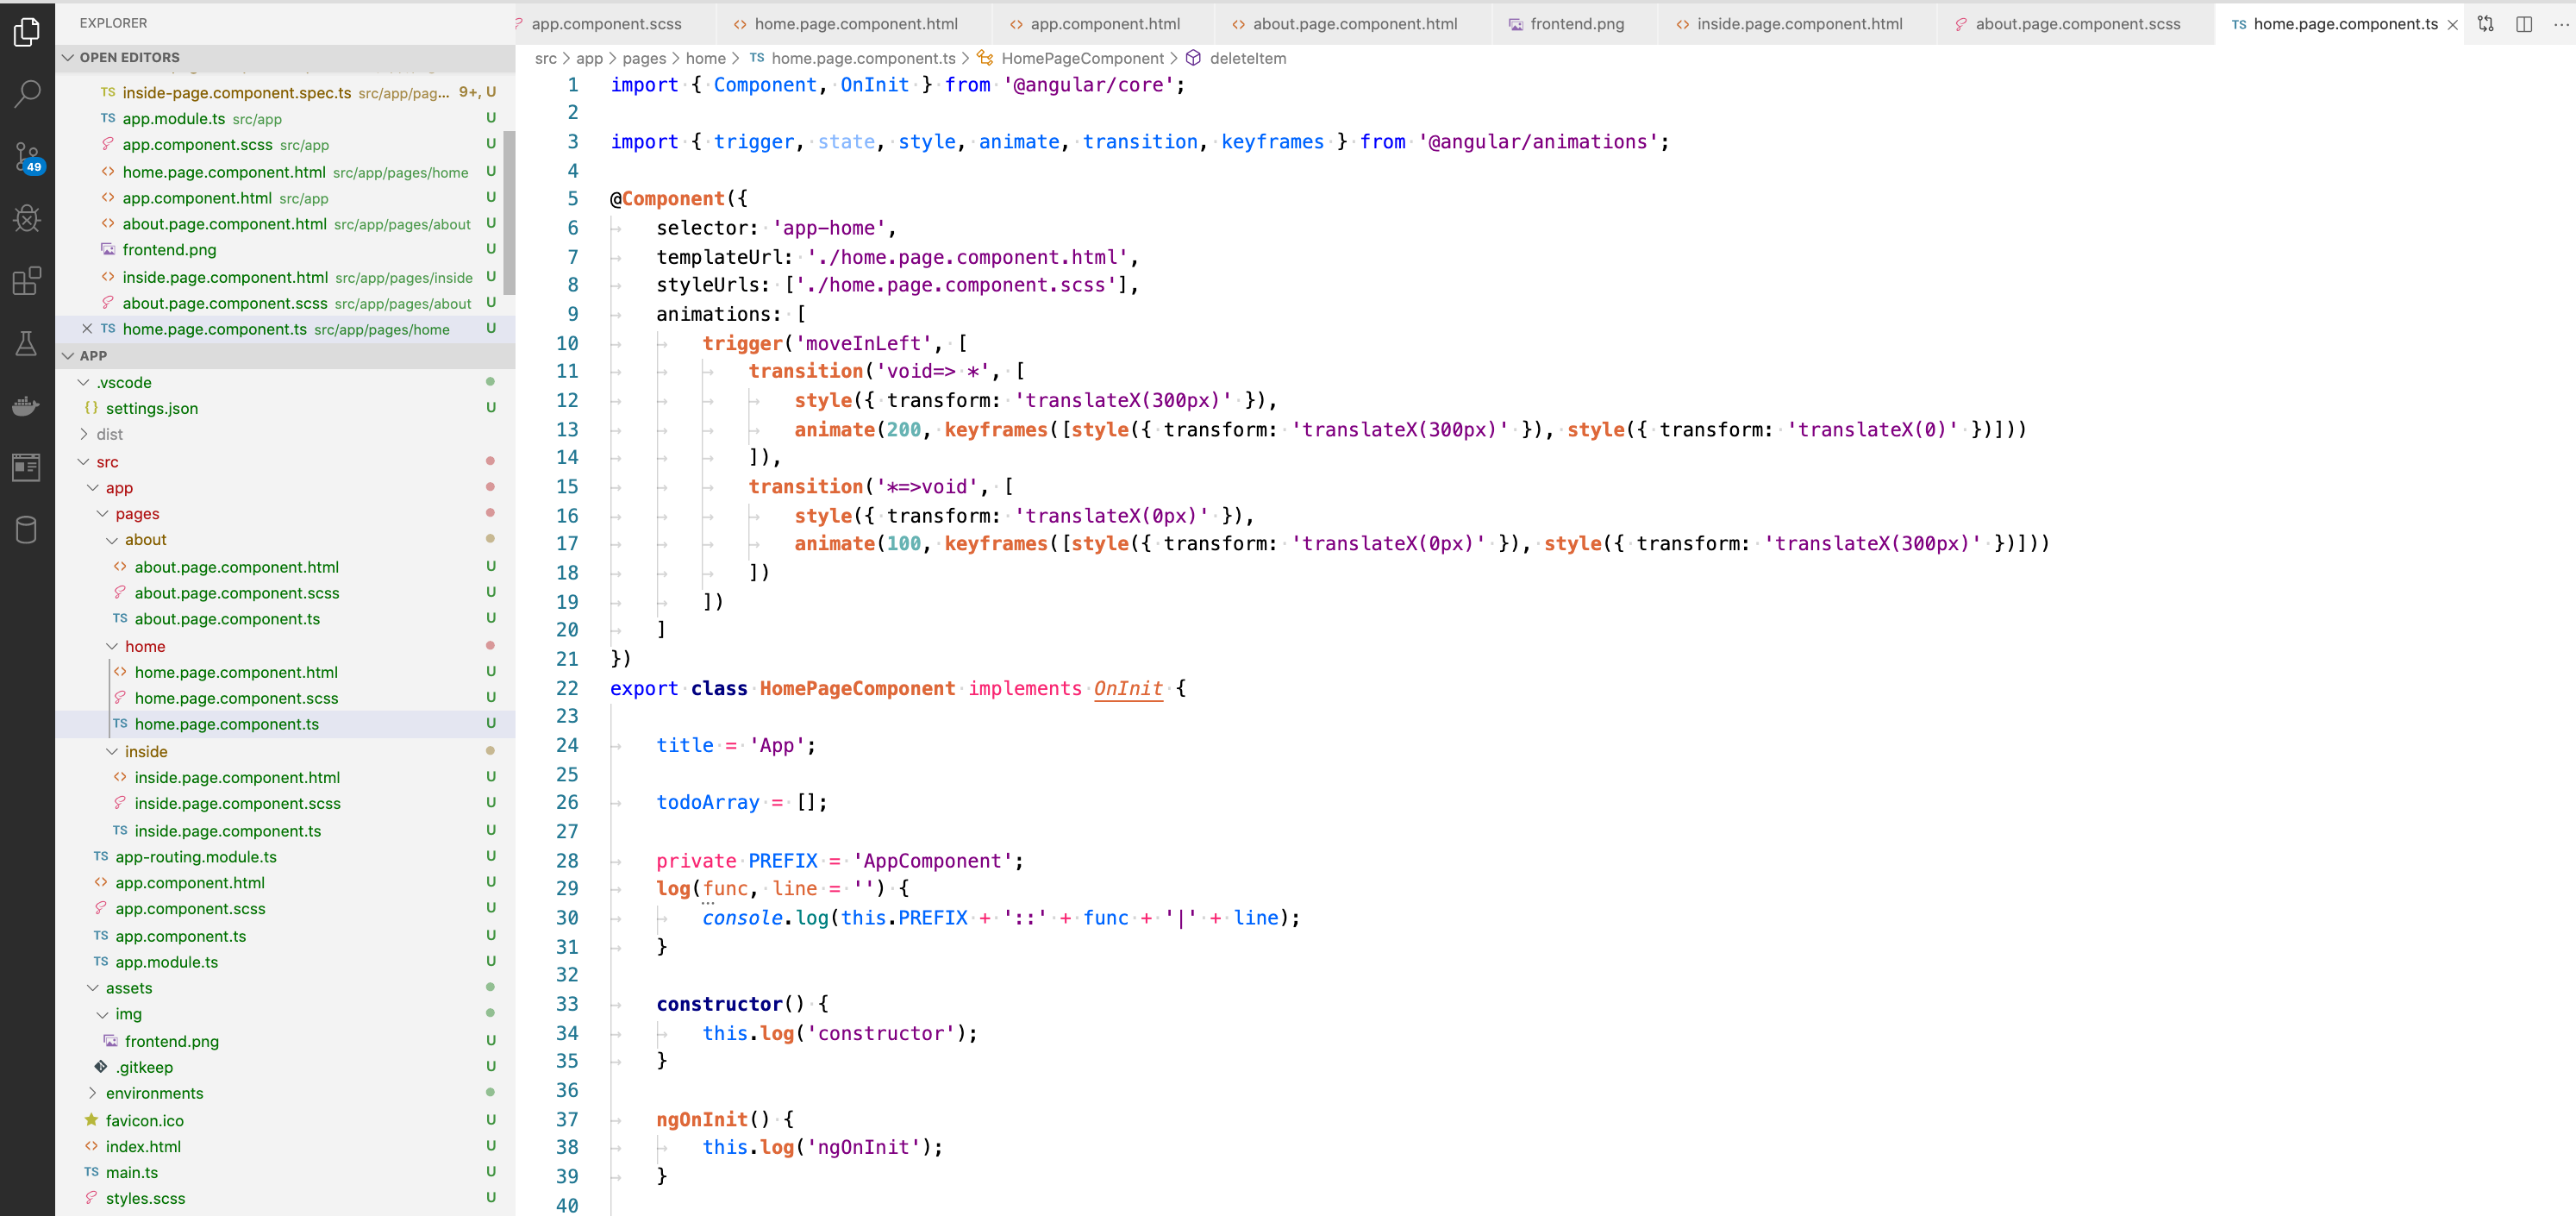 EXPLORER
OPEN EDITORS
TS inside-page.component.spec.ts src/app/pag... 9+, U
TS app.module.ts src/app U
app.component.scss src/app U
<> home.page.component.html src/app/pages/home U
<> app.component.html src/app U
<> about.page.component.html src/app/pages/about U
frontend.png U
<> inside.page.component.html src/app/pages/inside U
about.page.component.scss src/app/pages/about U
TS home.page.component.ts src/app/pages/home U
49
APP
.vscode
{} settings.json U
dist
src
app
pages
about
<> about.page.component.html U
about.page.component.scss U
TS about.page.component.ts U
home
<> home.page.component.html U
home.page.component.scss U
TS home.page.component.ts U
inside
<> inside.page.component.html U
inside.page.component.scss U
TS inside.page.component.ts U
TS app-routing.module.ts U
<> app.component.html U
app.component.scss U
TS app.component.ts U
TS app.module.ts U
assets
img
frontend.png U
.gitkeep U
environments
favicon.ico U
<> index.html U
TS main.ts U
styles.scss U
app.component.scss <> home.page.component.html <> app.component.html <> about.page.component.html frontend.png <> inside.page.component.html about.page.component.scss TS home.page.component.ts
src > app > pages > home > TS home.page.component.ts > HomePageComponent > deleteItem
1 import { Component, OnInit } from '@angular/core';
2
3 import { trigger, state, style, animate, transition, keyframes } from '@angular/animations';
4
5 @Component({
6 selector: 'app-home',
7 templateUrl: './home.page.component.html',
8 styleUrls: ['./home.page.component.scss'],
9 animations: [
10 trigger('moveInLeft', [
11 transition('void=> *', [
12 style({ transform: 'translateX(300px)' }),
13 animate(200, keyframes([style({ transform: 'translateX(300px)' }), style({ transform: 'translateX(0)' })]))
14 ]),
15 transition('*=>void', [
16 style({ transform: 'translateX(0px)' }),
17 animate(100, keyframes([style({ transform: 'translateX(0px)' }), style({ transform: 'translateX(300px)' })]))
18 ])
19 ])
20 ]
21 })
22 export class HomePageComponent implements OnInit {
23
24 title = 'App';
25
26 todoArray = [];
27
28 private PREFIX = 'AppComponent';
29 log(func, line = '') {
30 console.log(this.PREFIX + '::' + func + '|' + line);
31 }
32
33 constructor() {
34 this.log('constructor');
35 }
36
37 ngOnInit() {
38 this.log('ngOnInit');
39 }
40